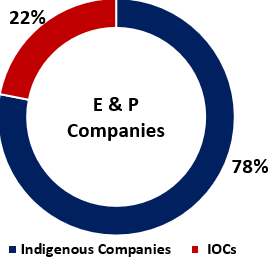 22%
E & P
Companies
78%
Indigenous Companies IOCs